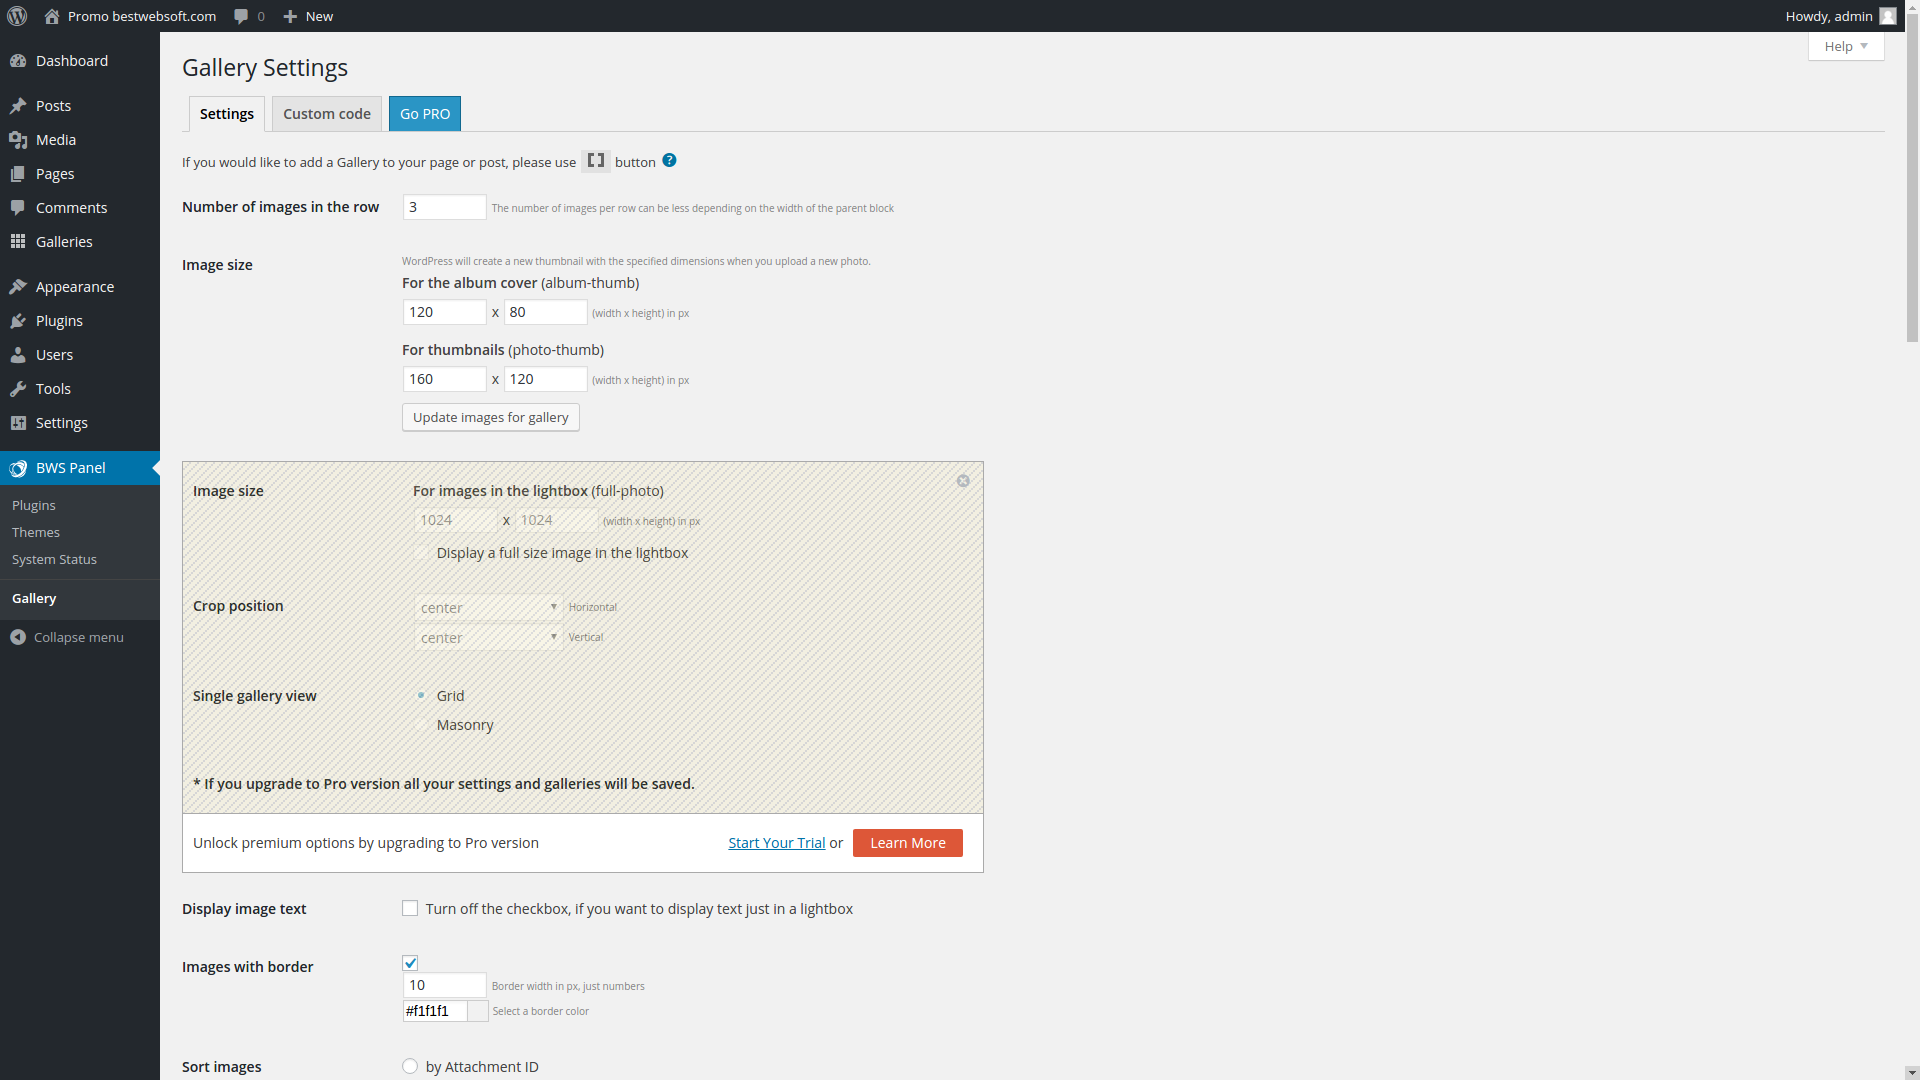 Promo bestwebsoft.com 0 New Howdy, admin
Help
Dashboard
Posts
Media
Pages
Comments
Galleries
Appearance
Plugins
Users
Tools
Settings
BWS Panel
Plugins
Themes
System Status
Gallery
Collapse menu
Gallery Settings
Settings Custom code Go PRO
If you would like to add a Gallery to your page or post, please use button ?
Number of images in the row 3 The number of images per row can be less depending on the width of the parent block
Image size WordPress will create a new thumbnail with the specified dimensions when you upload a new photo.
For the album cover (album-thumb)
120 x 80 (width x height) in px
For thumbnails (photo-thumb)
160 x 120 (width x height) in px
Update images for gallery
Image size For images in the lightbox (full-photo)
1024 x 1024 (width x height) in px
Display a full size image in the lightbox
Crop position center Horizontal
center Vertical
Single gallery view Grid
Masonry
* If you upgrade to Pro version all your settings and galleries will be saved.
Unlock premium options by upgrading to Pro version Start Your Trial or Learn More
Display image text Turn off the checkbox, if you want to display text just in a lightbox
Images with border
10 Border width in px, just numbers
#f1f1f1 Select a border color
Sort images by Attachment ID